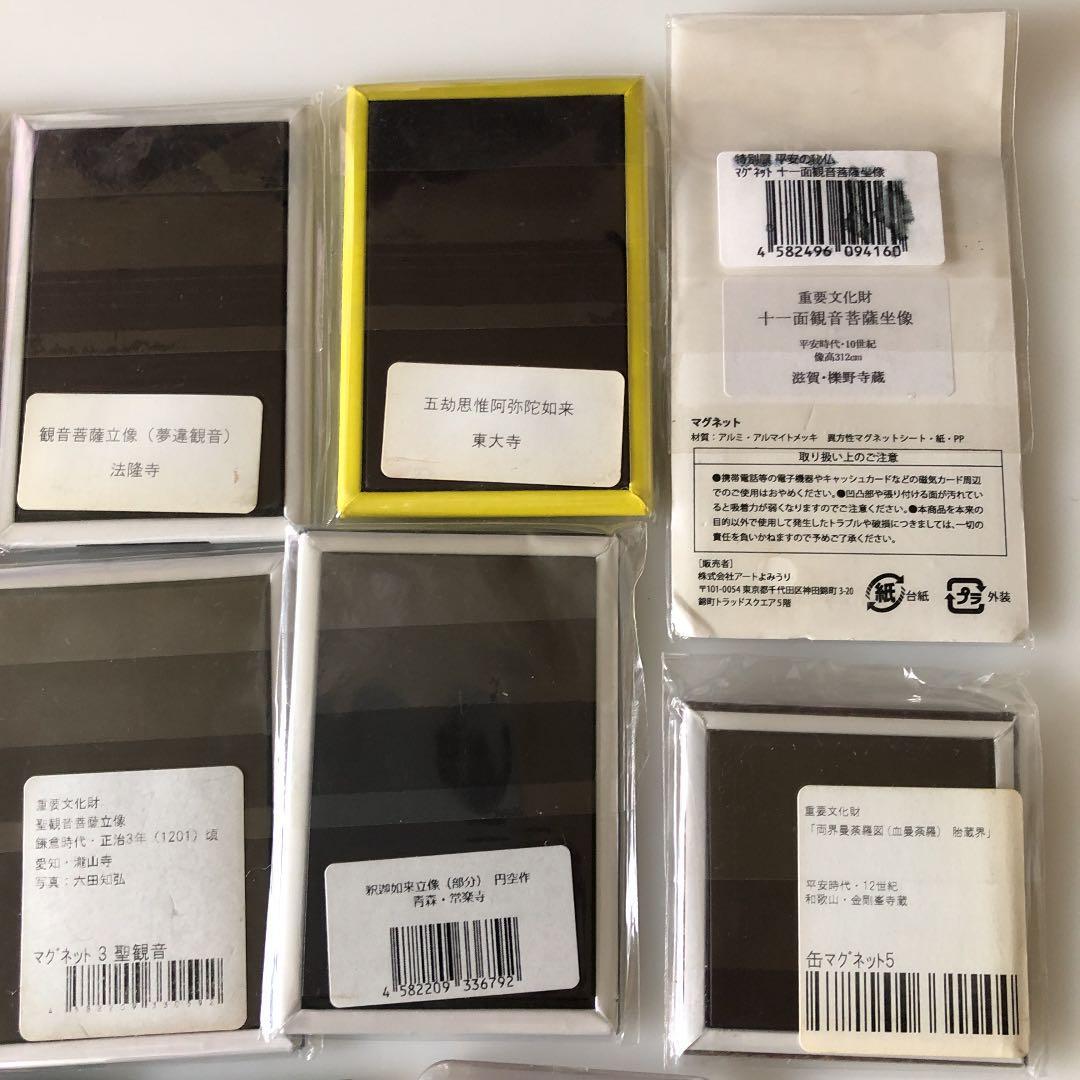 観音菩薩立像（夢違観音）
法隆寺
五劫思惟阿弥陀如来
東大寺
特別展 平安の秘仏
ﾏｸﾞﾈｯﾄ 十一面観音菩薩坐像
4 582496 094160
重要文化財
十一面観音菩薩坐像
平安時代・10世紀
像高312cm
滋賀・櫟野寺蔵
マグネット
材質：アルミ・アルマイトメッキ 異方性マグネットシート・紙・PP
取り扱い上のご注意
●携帯電話等の電子機器やキャッシュカードなどの磁気カード周辺
でのご使用はおやめください。●凹凸部や張り付ける面が汚れてい
ると吸着力が弱くなりますのでご注意ください。●本商品を本来の
目的以外で使用して発生したトラブルや破損につきましては、一切の
責任を負いかねますので予めご了承ください。
［販売者］
株式会社アートよみうり
〒101-0054 東京都千代田区神田錦町 3-20
錦町トラッドスクエア5階
紙 台紙
プラ 外装
重要文化財
聖観音菩薩立像
鎌倉時代・正治3年（1201）頃
愛知・瀧山寺
写真：六田知弘
ﾏｸﾞﾈｯﾄ 3 聖観音
釈迦如来立像（部分） 円空作
青森・常楽寺
4 582209 336792
重要文化財
「両界曼荼羅図（血曼荼羅） 胎蔵界」
平安時代・12世紀
和歌山・金剛峯寺蔵
缶マグネット5